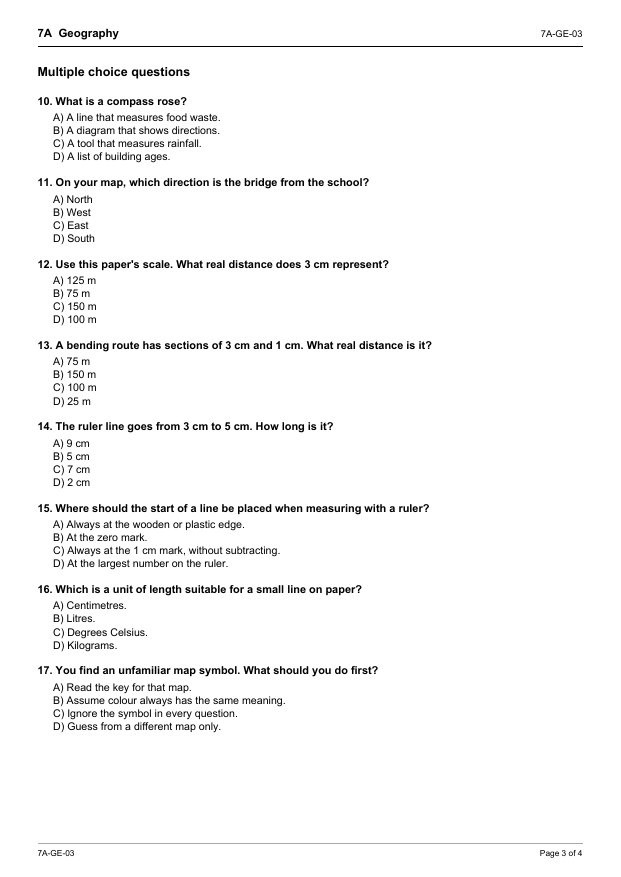 7A Geography
7A-GE-03
Multiple choice questions
10. What is a compass rose?
A) A line that measures food waste.
B) A diagram that shows directions.
C) A tool that measures rainfall.
D) A list of building ages.
11. On your map, which direction is the bridge from the school?
A) North
B) West
C) East
D) South
12. Use this paper's scale. What real distance does 3 cm represent?
A) 125 m
B) 75 m
C) 150 m
D) 100 m
13. A bending route has sections of 3 cm and 1 cm. What real distance is it?
A) 75 m
B) 150 m
C) 100 m
D) 25 m
14. The ruler line goes from 3 cm to 5 cm. How long is it?
A) 9 cm
B) 5 cm
C) 7 cm
D) 2 cm
15. Where should the start of a line be placed when measuring with a ruler?
A) Always at the wooden or plastic edge.
B) At the zero mark.
C) Always at the 1 cm mark, without subtracting.
D) At the largest number on the ruler.
16. Which is a unit of length suitable for a small line on paper?
A) Centimetres.
B) Litres.
C) Degrees Celsius.
D) Kilograms.
17. You find an unfamiliar map symbol. What should you do first?
A) Read the key for that map.
B) Assume colour always has the same meaning.
C) Ignore the symbol in every question.
D) Guess from a different map only.
7A-GE-03
Page 3 of 4